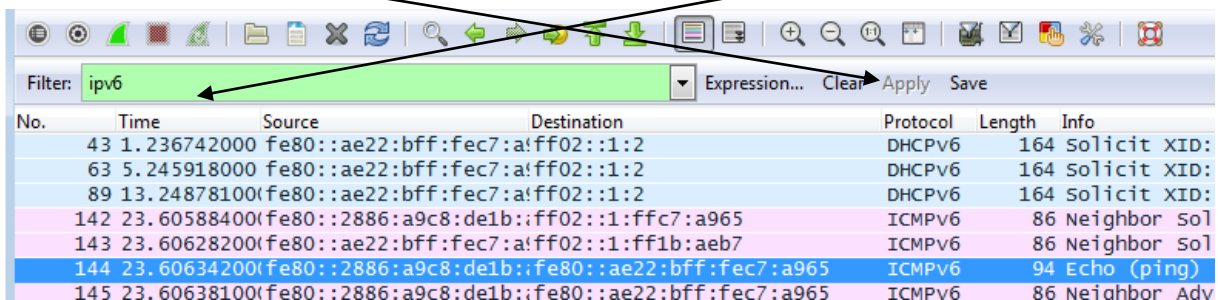 Filter: ipv6 Expression... Clear Apply Save
No. Time Source Destination Protocol Length Info
43 1.236742000 fe80::ae22:bff:fec7:a9 ff02::1:2 DHCPv6 164 Solicit XID:
63 5.245918000 fe80::ae22:bff:fec7:a9 ff02::1:2 DHCPv6 164 Solicit XID:
89 13.24878100 fe80::ae22:bff:fec7:a9 ff02::1:2 DHCPv6 164 Solicit XID:
142 23.60588400 fe80::2886:a9c8:de1b: ff02::1:ffc7:a965 ICMPv6 86 Neighbor Sol
143 23.60628200 fe80::ae22:bff:fec7:a9 ff02::1:ff1b:aeb7 ICMPv6 86 Neighbor Sol
144 23.60634200 fe80::2886:a9c8:de1b: fe80::ae22:bff:fec7:a965 ICMPv6 94 Echo (ping)
145 23.60638100 fe80::2886:a9c8:de1b: fe80::ae22:bff:fec7:a965 ICMPv6 86 Neighbor Adv